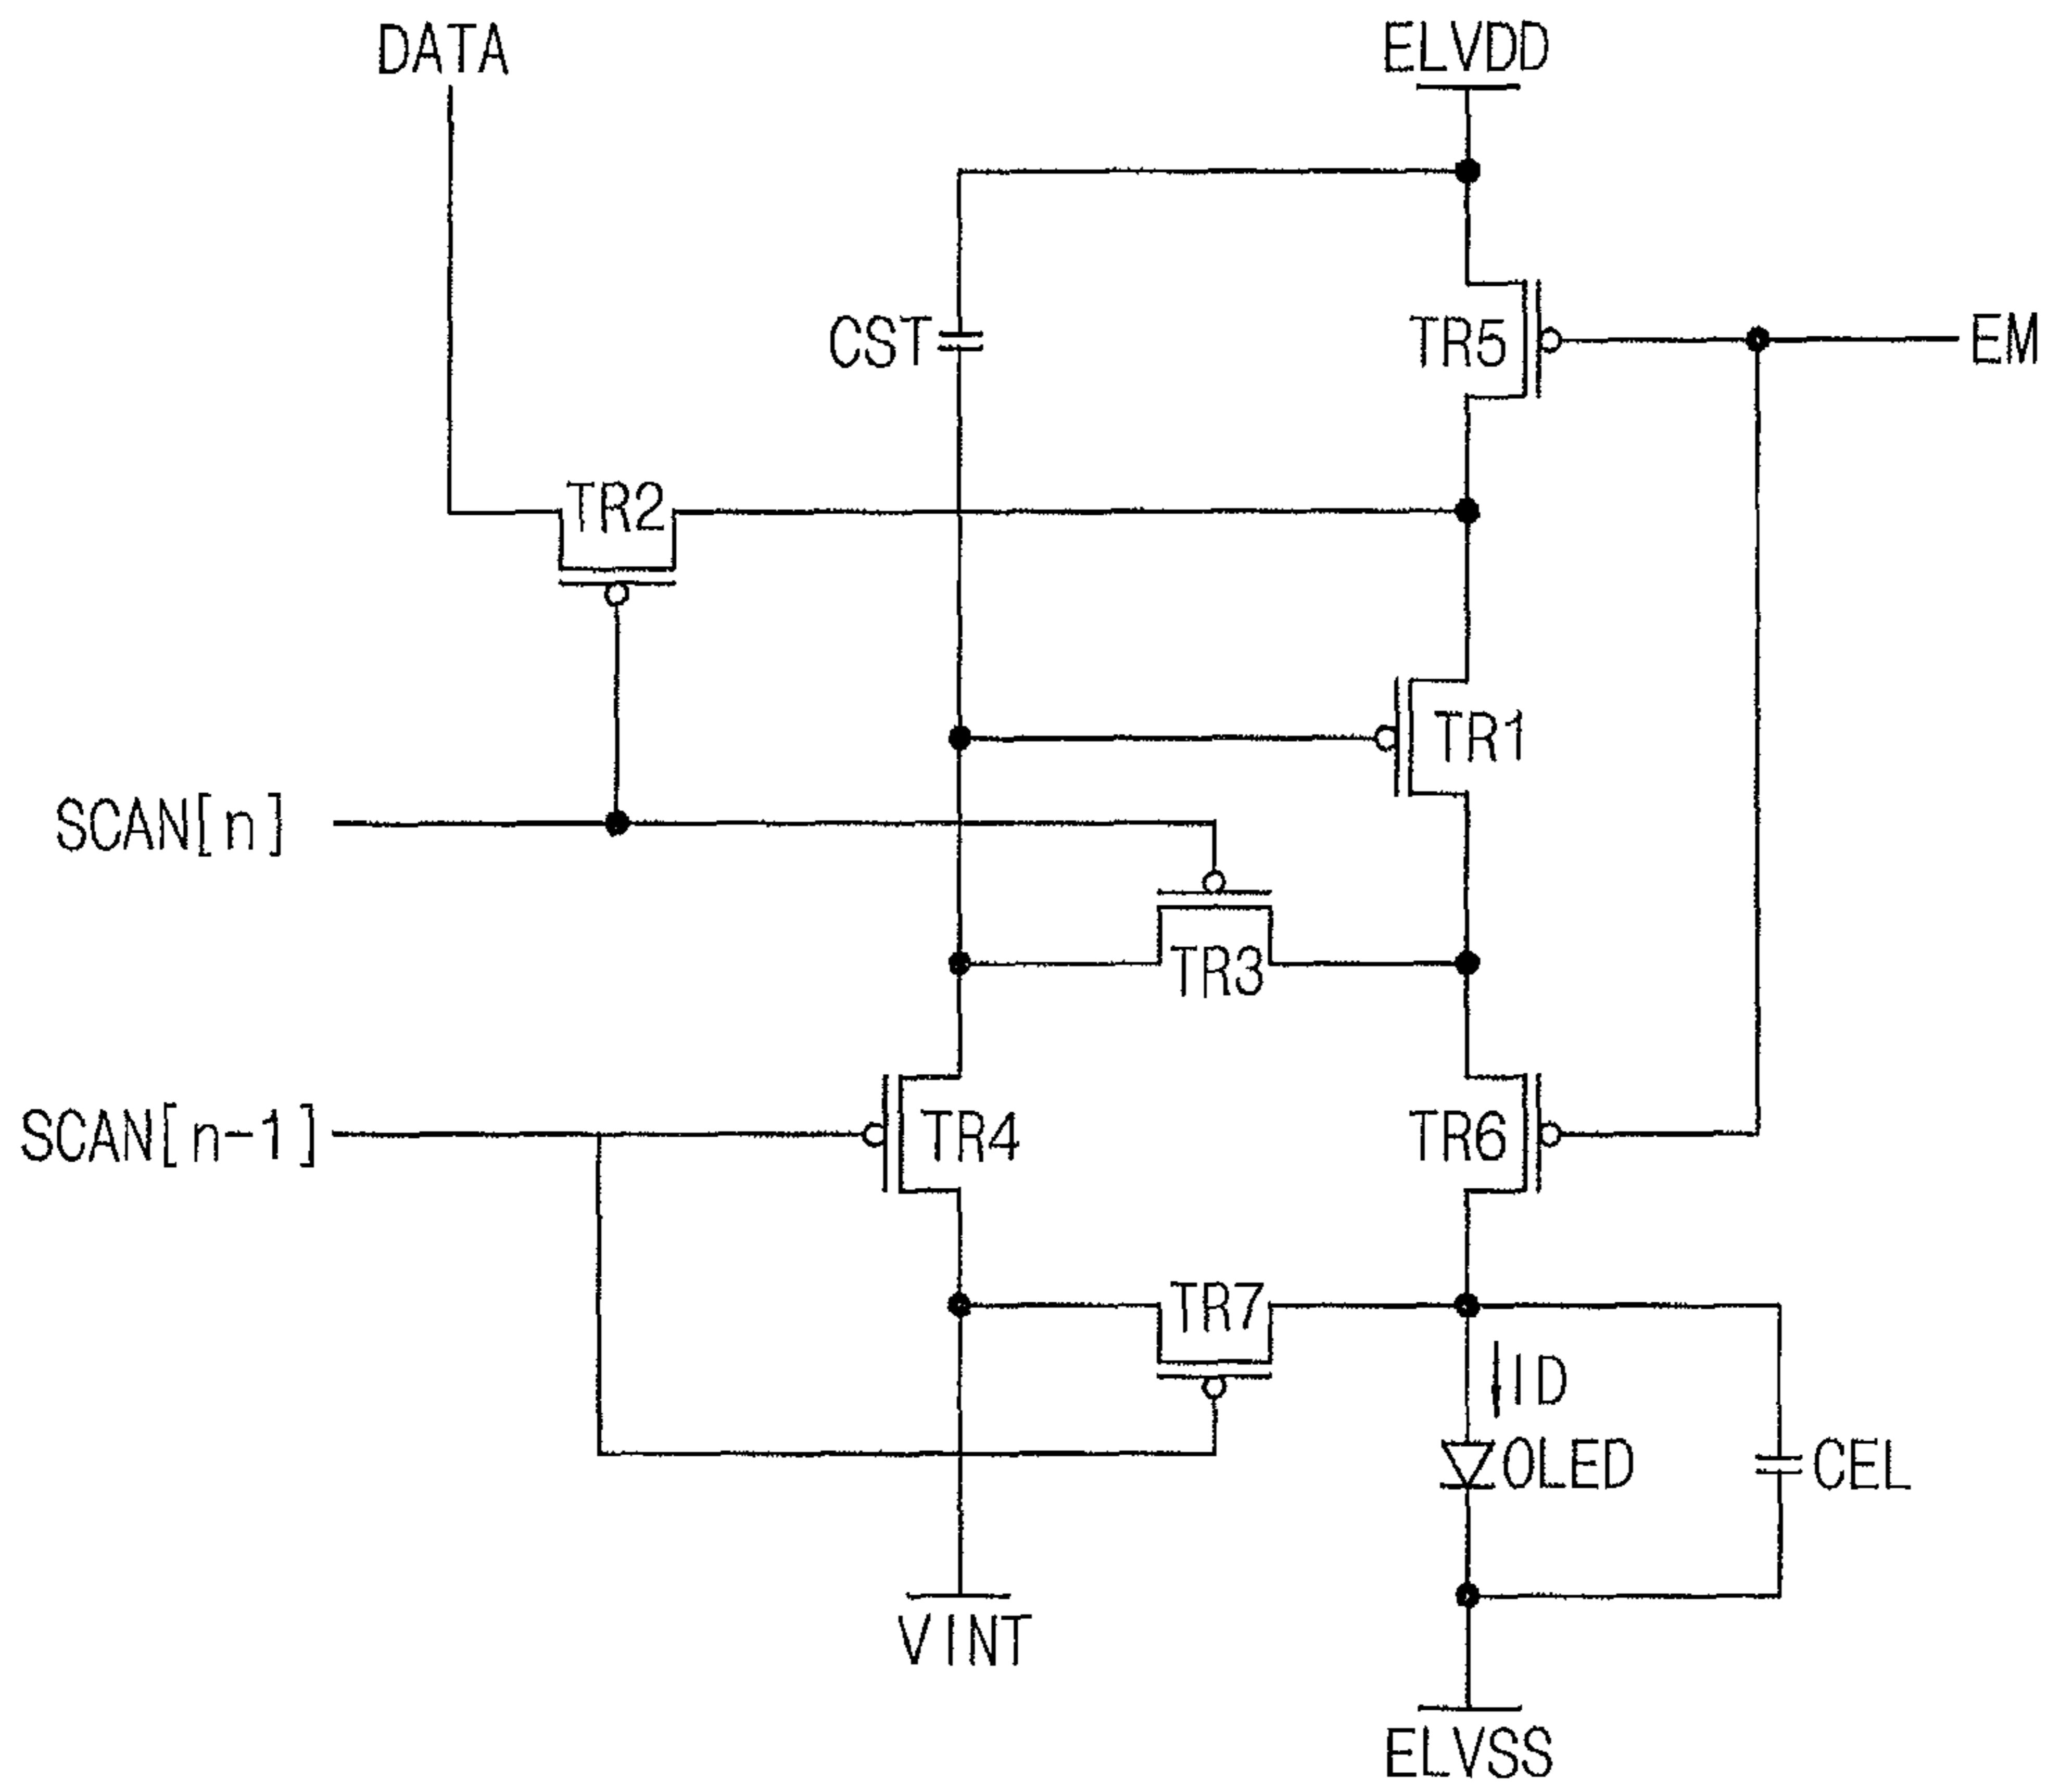 DATA
ELVDD
CST
TR5
EM
TR2
TR1
SCAN[n]
TR3
SCAN[n-1]
TR4
TR6
TR7
ID
OLED
CEL
VINT
ELVSS